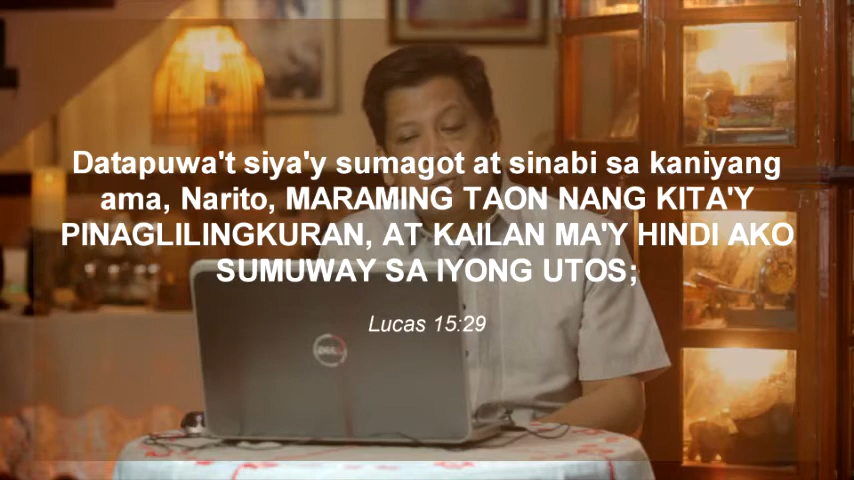 Datapuwa't siya'y sumagot at sinabi sa kaniyang
ama, Narito, MARAMING TAON NANG KITA'Y
PINAGLILINGKURAN, AT KAILAN MA'Y HINDI AKO
SUMUWAY SA IYONG UTOS;
Lucas 15:29
DELL